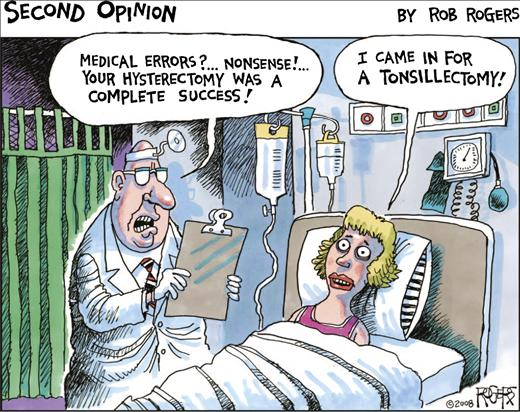 SECOND OPINION
BY ROB ROGERS
MEDICAL ERRORS?... NONSENSE!...
YOUR HYSTERECTOMY WAS A
COMPLETE SUCCESS!
I CAME IN FOR
A TONSILLECTOMY!
©2008 ROGERS